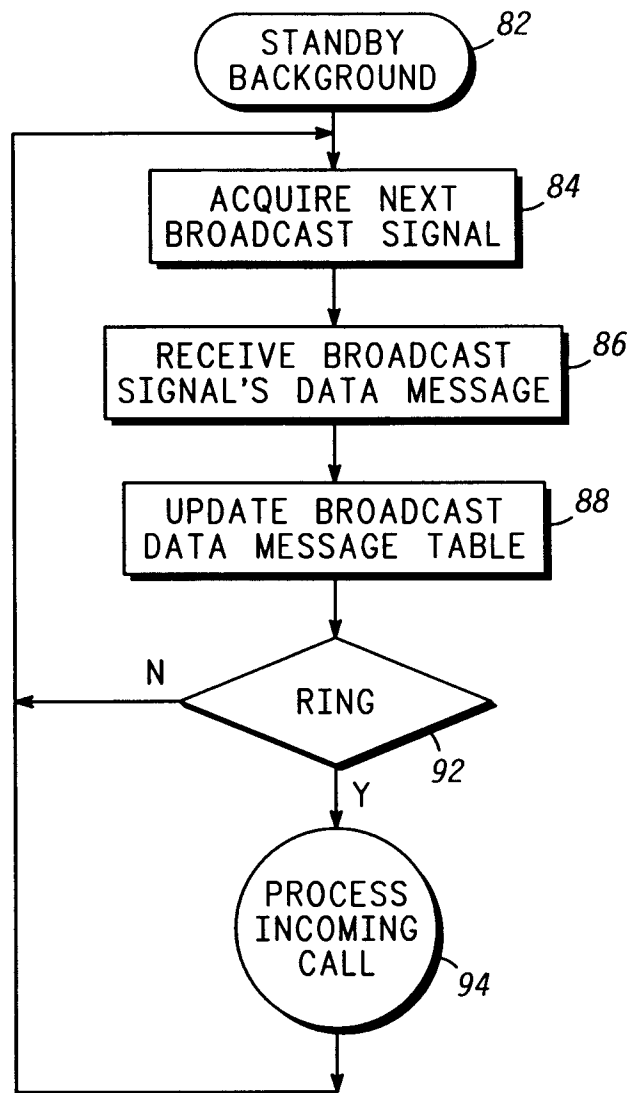 STANDBY
BACKGROUND
82
ACQUIRE NEXT
BROADCAST SIGNAL
84
RECEIVE BROADCAST
SIGNAL'S DATA MESSAGE
86
UPDATE BROADCAST
DATA MESSAGE TABLE
88
N
RING
92
Y
PROCESS
INCOMING
CALL
94